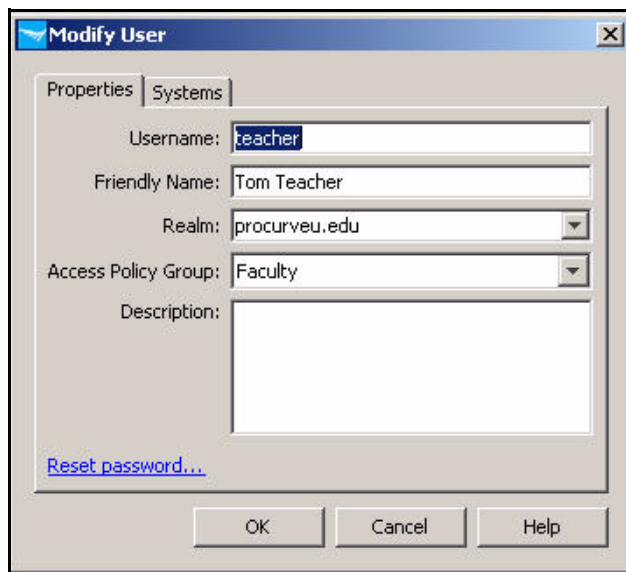 Modify User
Properties Systems
Username: teacher
Friendly Name: Tom Teacher
Realm: procurveu.edu
Access Policy Group: Faculty
Description:
Reset password...
OK Cancel Help